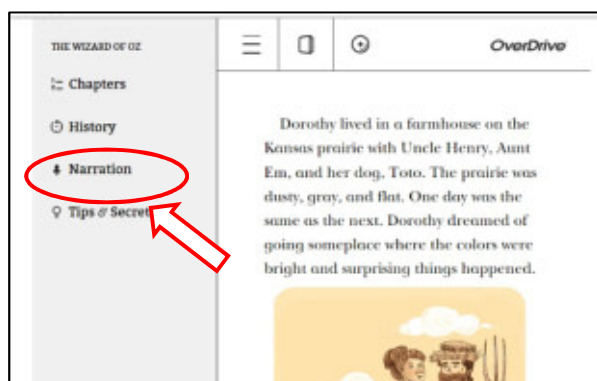 THE WIZARD OF OZ
Chapters
History
Narration
Tips & Secret
OverDrive
Dorothy lived in a farmhouse on the
Kansas prairie with Uncle Henry, Aunt
Em, and her dog, Toto. The prairie was
dusty, gray, and flat. One day was the
same as the next. Dorothy dreamed of
going someplace where the colors were
bright and surprising things happened.